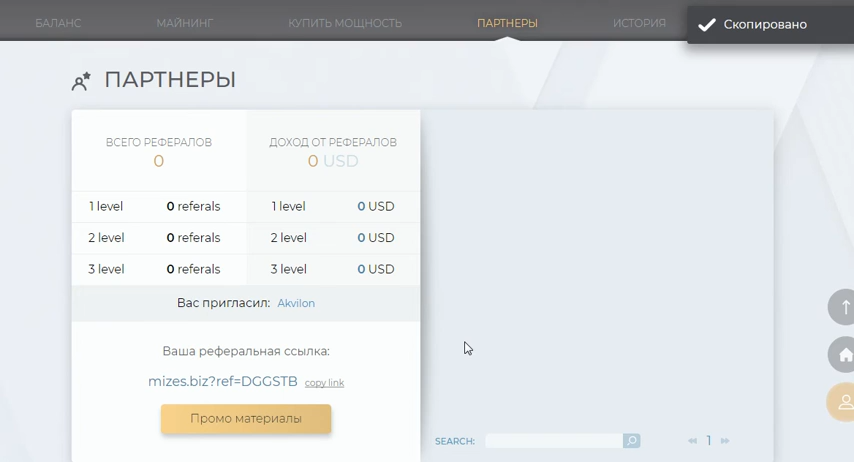 БАЛАНС МАЙНИНГ КУПИТЬ МОЩНОСТЬ ПАРТНЕРЫ ИСТОРИЯ
Скопировано
ПАРТНЕРЫ
ВСЕГО РЕФЕРАЛОВ ДОХОД ОТ РЕФЕРАЛОВ
0 0 USD
1 level 0 referals 1 level 0 USD
2 level 0 referals 2 level 0 USD
3 level 0 referals 3 level 0 USD
Вас пригласил: Akvilon
Ваша реферальная ссылка:
mizes.biz?ref=DGGSTB copy link
Промо материалы
SEARCH: 1